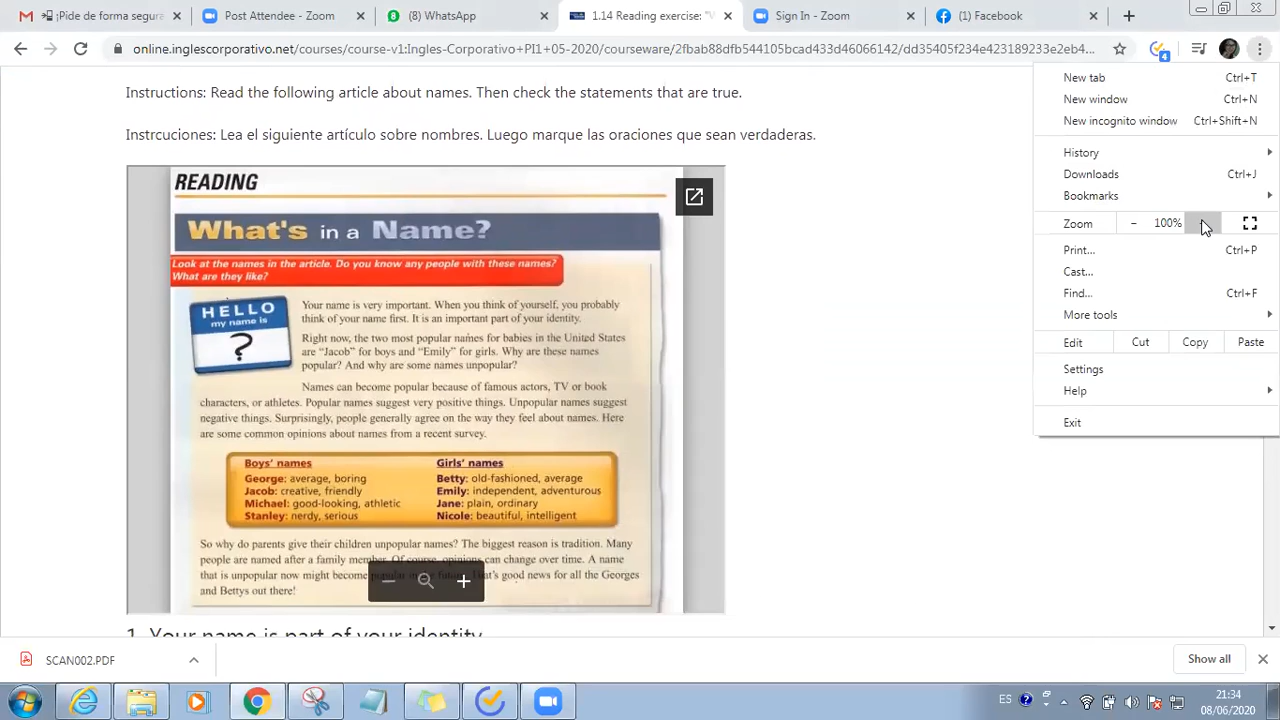 ¡Pide de forma segure
Post Attendee - Zoom
(8) WhatsApp
1.14 Reading exercise: "V
Sign In - Zoom
(1) Facebook
online.inglescorporativo.net/courses/course-v1:Ingles-Corporativo+PI1+05-2020/courseware/2fbab88dfb544105bcad433d46066142/dd35405f234e423189233e2eb4...
4
Instructions: Read the following article about names. Then check the statements that are true.
Instrcuciones: Lea el siguiente artículo sobre nombres. Luego marque las oraciones que sean verdaderas.
READING
What's in a Name?
Look at the names in the article. Do you know any people with these names?
What are they like?
HELLO
my name is
?
Your name is very important. When you think of yourself, you probably
think of your name first. It is an important part of your identity.
Right now, the two most popular names for babies in the United States
are "Jacob" for boys and "Emily" for girls. Why are these names
popular? And why are some names unpopular?
Names can become popular because of famous actors, TV or book
characters, or athletes. Popular names suggest very positive things. Unpopular names suggest
negative things. Surprisingly, people generally agree on the way they feel about names. Here
are some common opinions about names from a recent survey.
Boys' names
George: average, boring
Jacob: creative, friendly
Michael: good-looking, athletic
Stanley: nerdy, serious
Girls' names
Betty: old-fashioned, average
Emily: independent, adventurous
Jane: plain, ordinary
Nicole: beautiful, intelligent
So why do parents give their children unpopular names? The biggest reason is tradition. Many
people are named after a family member. Of course, opinions can change over time. A name
that is unpopular now might become popular in the future. That's good news for all the Georges
and Bettys out there!
1. Your name is part of your identity.
New tab Ctrl+T
New window Ctrl+N
New incognito window Ctrl+Shift+N
History
Downloads Ctrl+J
Bookmarks
Zoom − 100%
Print... Ctrl+P
Cast...
Find... Ctrl+F
More tools
Edit Cut Copy Paste
Settings
Help
Exit
SCAN002.PDF
Show all
ES
21:34
08/06/2020